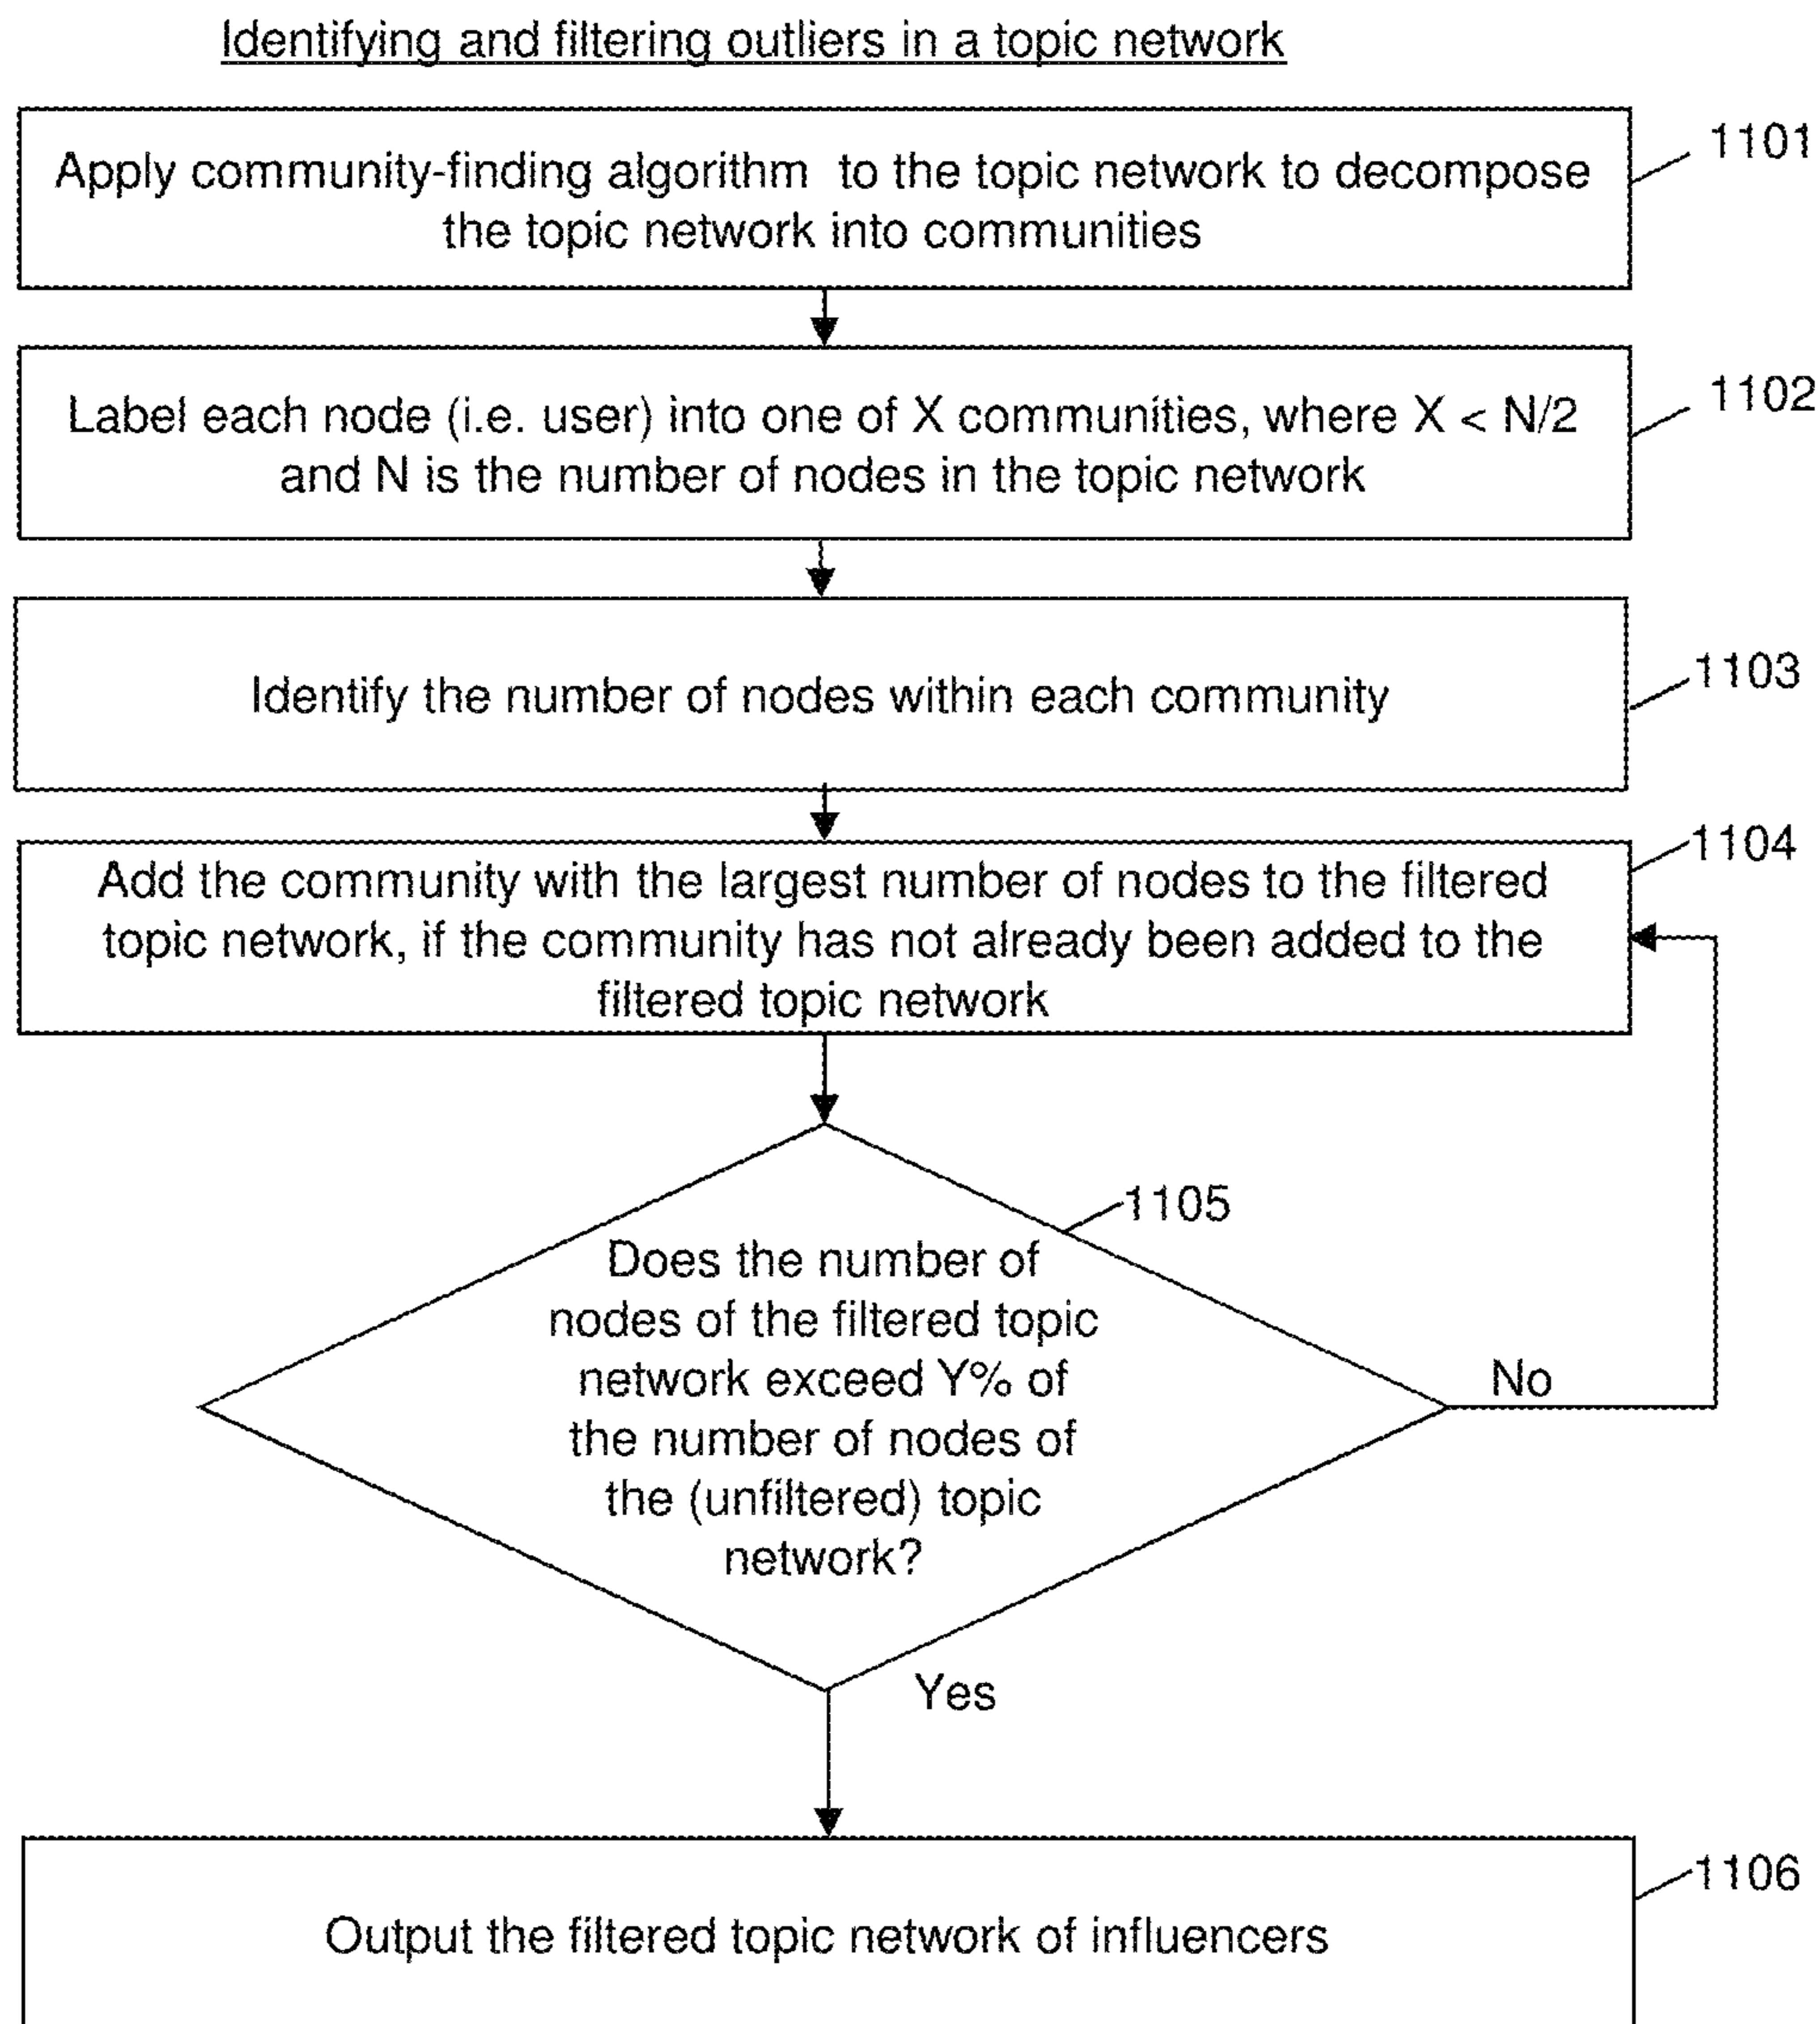 Identifying and filtering outliers in a topic network
Apply community-finding algorithm to the topic network to decompose
the topic network into communities
1101
Label each node (i.e. user) into one of X communities, where X < N/2
and N is the number of nodes in the topic network
1102
Identify the number of nodes within each community
1103
Add the community with the largest number of nodes to the filtered
topic network, if the community has not already been added to the
filtered topic network
1104
1105
Does the number of
nodes of the filtered topic
network exceed Y% of
the number of nodes of
the (unfiltered) topic
network?
No
Yes
Output the filtered topic network of influencers
1106